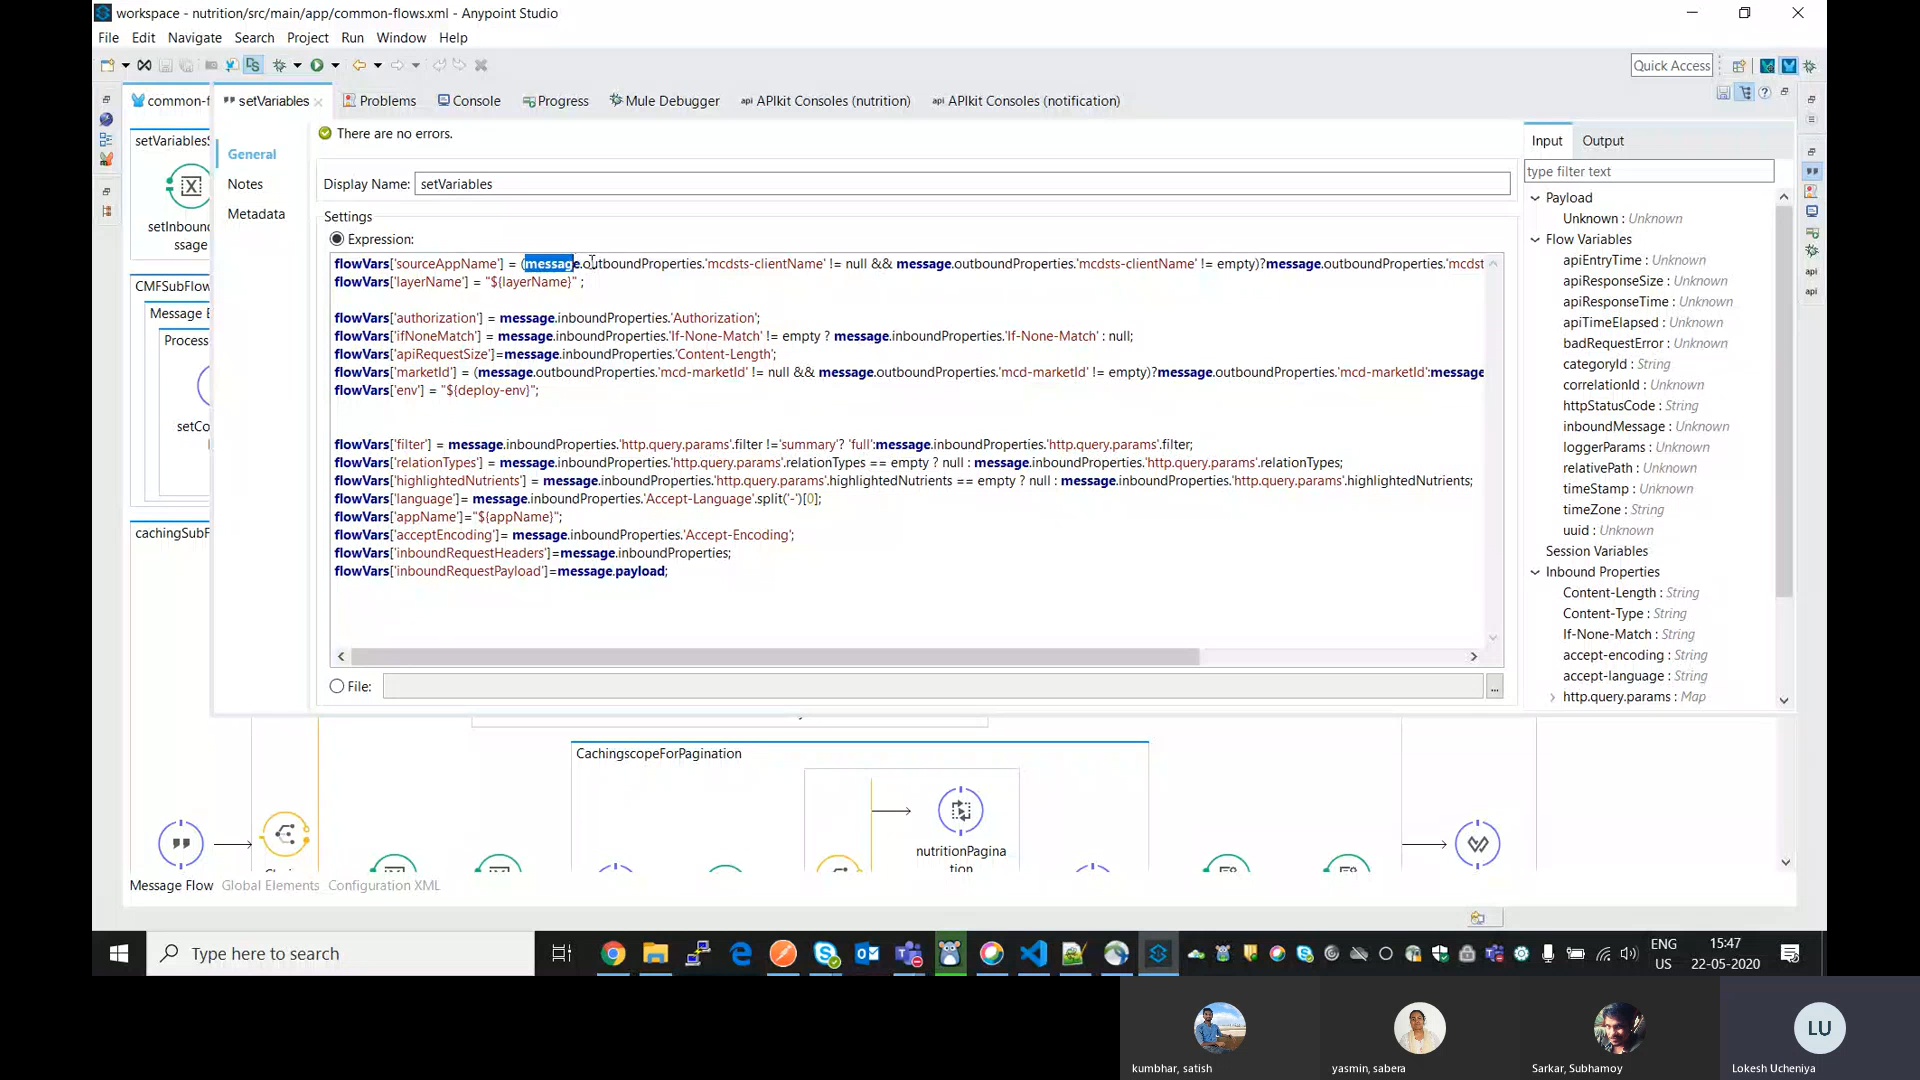 workspace - nutrition/src/main/app/common-flows.xml - Anypoint Studio
File Edit Navigate Search Project Run Window Help
Quick Access
common-f
setVariables
Problems
Console
Progress
Mule Debugger
api APIkit Consoles (nutrition)
api APIkit Consoles (notification)
There are no errors.
General
Notes
Metadata
Display Name: setVariables
Settings
Expression:
flowVars['sourceAppName'] = (message.outboundProperties.'mcdsts-clientName' != null && message.outboundProperties.'mcdsts-clientName' != empty)?message.outboundProperties.'mcdst
flowVars['layerName'] = "${layerName}" ;
flowVars['authorization'] = message.inboundProperties.'Authorization';
flowVars['ifNoneMatch'] = message.inboundProperties.'If-None-Match' != empty ? message.inboundProperties.'If-None-Match' : null;
flowVars['apiRequestSize']=message.inboundProperties.'Content-Length';
flowVars['marketId'] = (message.outboundProperties.'mcd-marketId' != null && message.outboundProperties.'mcd-marketId' != empty)?message.outboundProperties.'mcd-marketId':message
flowVars['env'] = "${deploy-env}";
flowVars['filter'] = message.inboundProperties.'http.query.params'.filter !='summary'? 'full':message.inboundProperties.'http.query.params'.filter;
flowVars['relationTypes'] = message.inboundProperties.'http.query.params'.relationTypes == empty ? null : message.inboundProperties.'http.query.params'.relationTypes;
flowVars['highlightedNutrients'] = message.inboundProperties.'http.query.params'.highlightedNutrients == empty ? null : message.inboundProperties.'http.query.params'.highlightedNutrients;
flowVars['language']= message.inboundProperties.'Accept-Language'.split('-')[0];
flowVars['appName']="${appName}";
flowVars['acceptEncoding']= message.inboundProperties.'Accept-Encoding';
flowVars['inboundRequestHeaders']=message.inboundProperties;
flowVars['inboundRequestPayload']=message.payload;
File:
...
Input
Output
type filter text
Payload
Unknown : Unknown
Flow Variables
apiEntryTime : Unknown
apiResponseSize : Unknown
apiResponseTime : Unknown
apiTimeElapsed : Unknown
badRequestError : Unknown
categoryId : String
correlationId : Unknown
httpStatusCode : String
inboundMessage : Unknown
loggerParams : Unknown
relativePath : Unknown
timeStamp : Unknown
timeZone : String
uuid : Unknown
Session Variables
Inbound Properties
Content-Length : String
Content-Type : String
If-None-Match : String
accept-encoding : String
accept-language : String
http.query.params : Map
api
api
setVariables
setInbound
ssage
CMFSubFlow
Message E
Process
setCo
cachingSubF
CachingscopeForPagination
nutritionPagina
tion
Message Flow Global Elements Configuration XML
Type here to search
ENG
US
15:47
22-05-2020
kumbhar, satish
yasmin, sabera
Sarkar, Subhamoy
LU
Lokesh Ucheniya